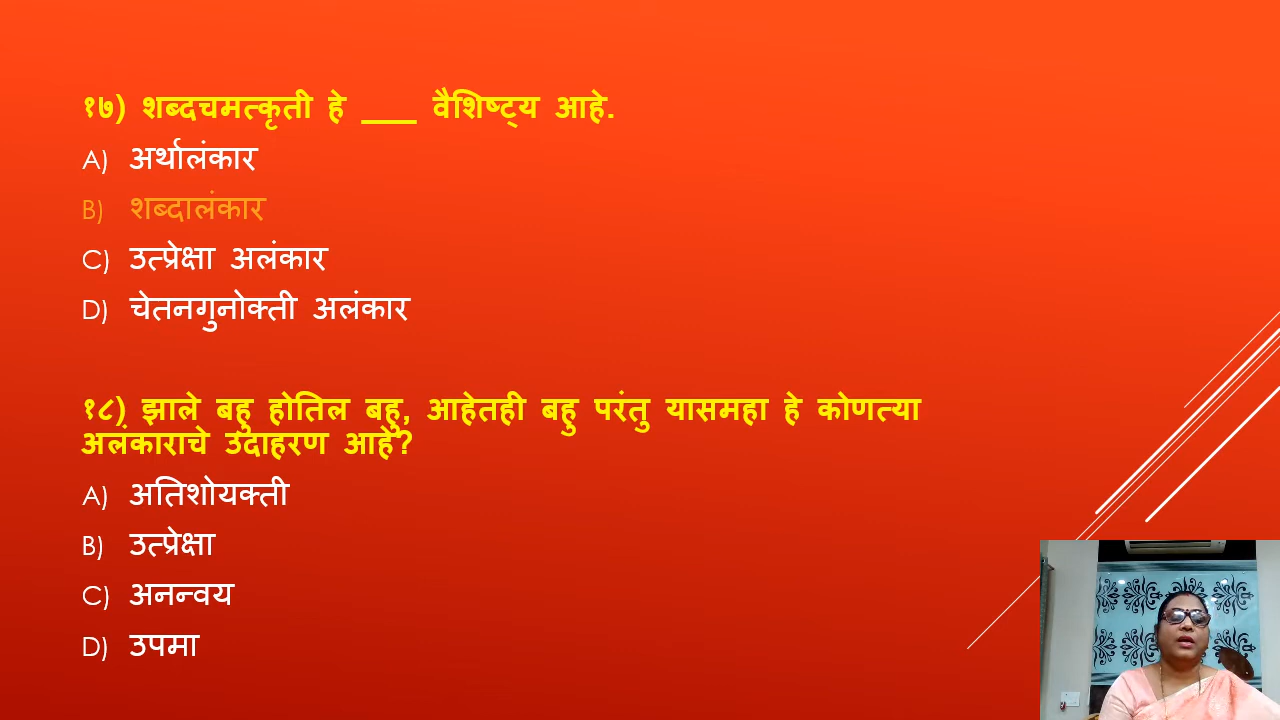 १७) शब्दचमत्कृती हे ___ वैशिष्ट्य आहे.
A) अर्थालंकार
B) शब्दालंकार
C) उत्प्रेक्षा अलंकार
D) चेतनगुनोक्ती अलंकार
१८) झाले बहु होतिल बहु, आहेतही बहु परंतु यासमहा हे कोणत्या
अलंकाराचे उदाहरण आहे?
A) अतिशोयक्ती
B) उत्प्रेक्षा
C) अनन्वय
D) उपमा